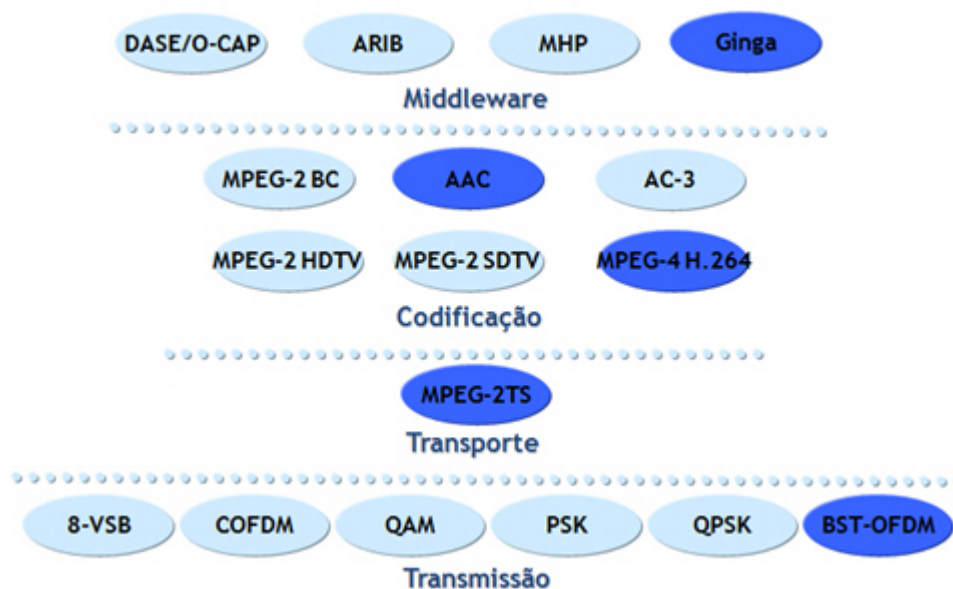 DASE/O-CAP ARIB MHP Ginga
Middleware
MPEG-2 BC AAC AC-3
MPEG-2 HDTV MPEG-2 SDTV MPEG-4 H.264
Codificação
MPEG-2TS
Transporte
8-VSB COFDM QAM PSK QPSK BST-OFDM
Transmissão